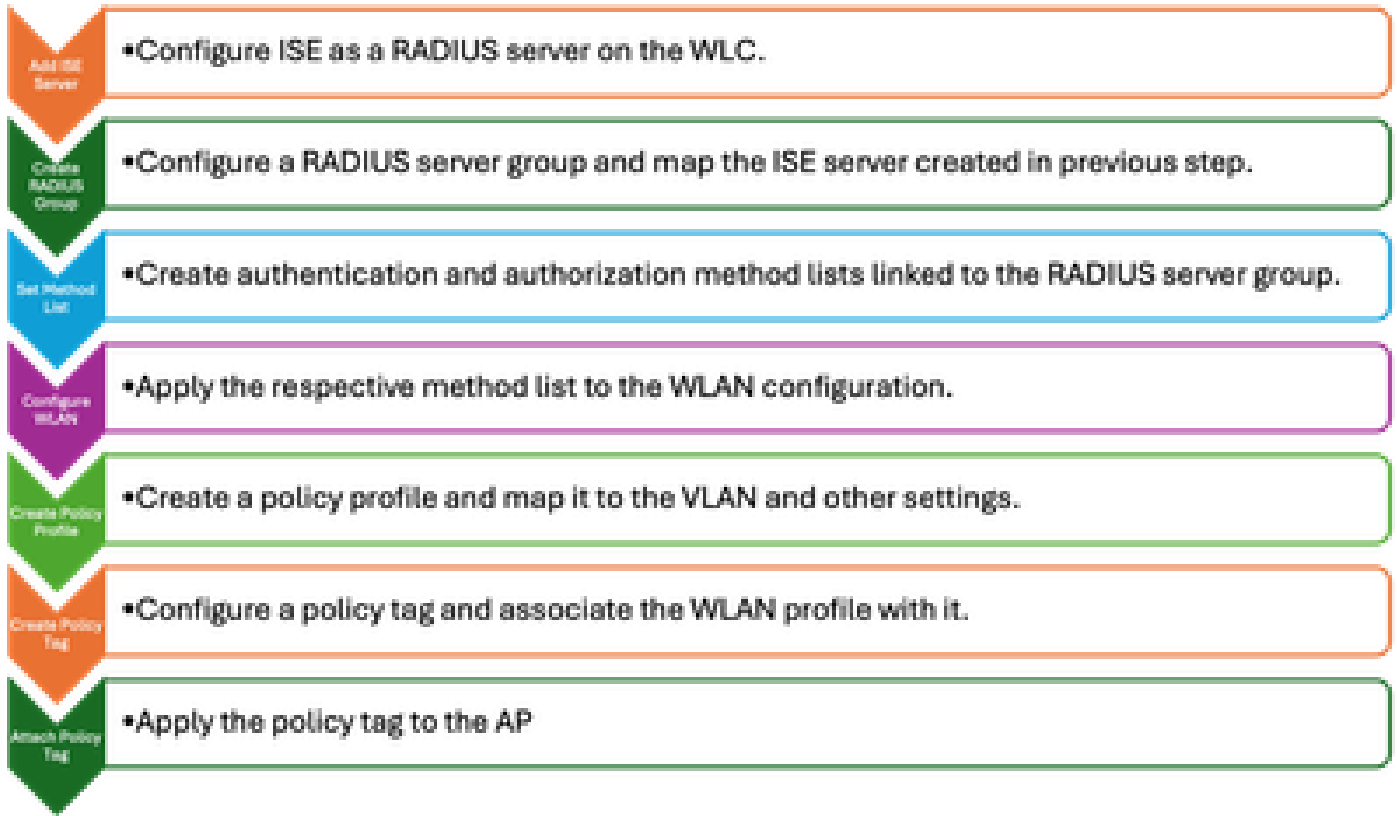 Add ISE
Server
•Configure ISE as a RADIUS server on the WLC.
Create
RADIUS
Group
•Configure a RADIUS server group and map the ISE server created in previous step.
Set Method
List
•Create authentication and authorization method lists linked to the RADIUS server group.
Configure
WLAN
•Apply the respective method list to the WLAN configuration.
Create Policy
Profile
•Create a policy profile and map it to the VLAN and other settings.
Create Policy
Tag
•Configure a policy tag and associate the WLAN profile with it.
Attach Policy
Tag
•Apply the policy tag to the AP